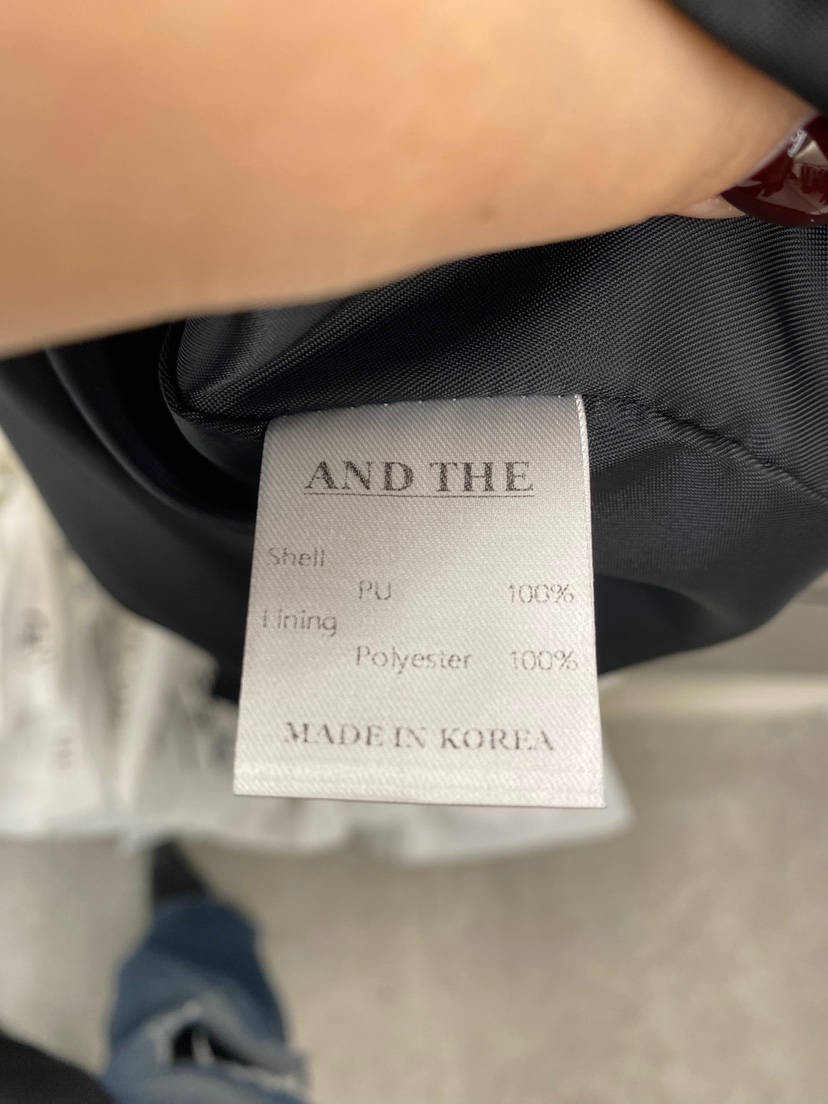 AND THE
Shell
PU 100%
Lining
Polyester 100%
MADE IN KOREA